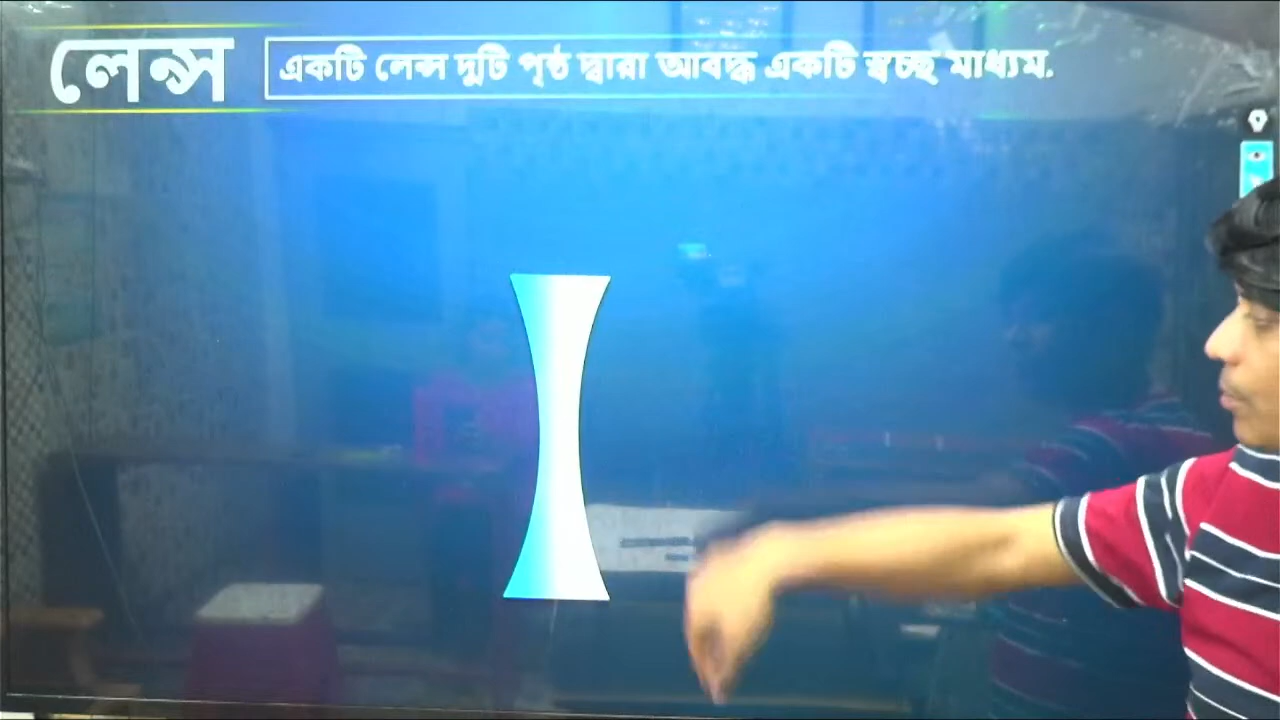 লেন্স
একটি লেন্স দুটি পৃষ্ঠ দ্বারা আবদ্ধ একটি স্বচ্ছ মাধ্যম.